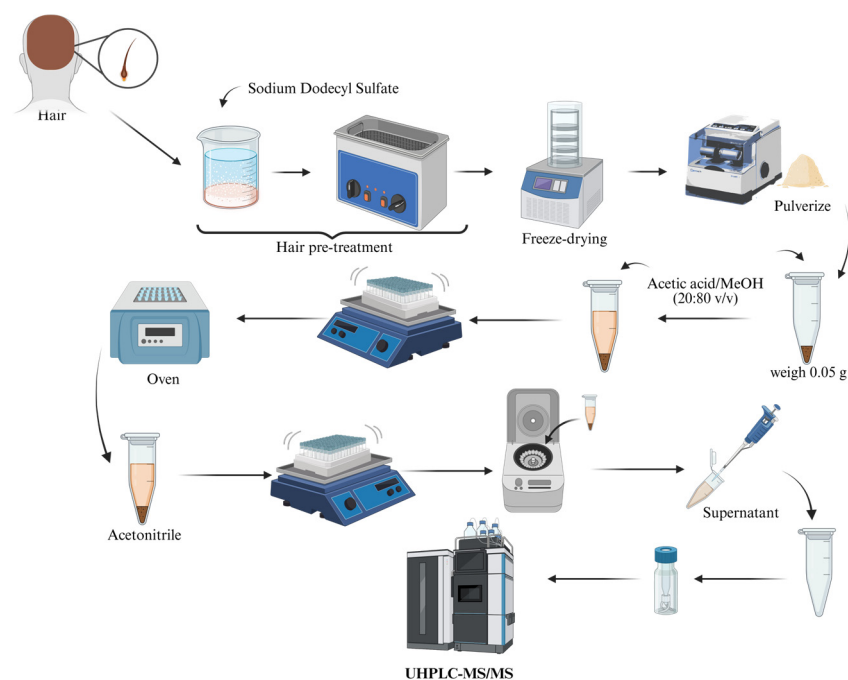 Hair
Sodium Dodecyl Sulfate
Hair pre-treatment
Freeze-drying
Pulverize
Acetic acid/MeOH
(20:80 v/v)
weigh 0.05 g
Oven
Acetonitrile
Supernatant
UHPLC-MS/MS